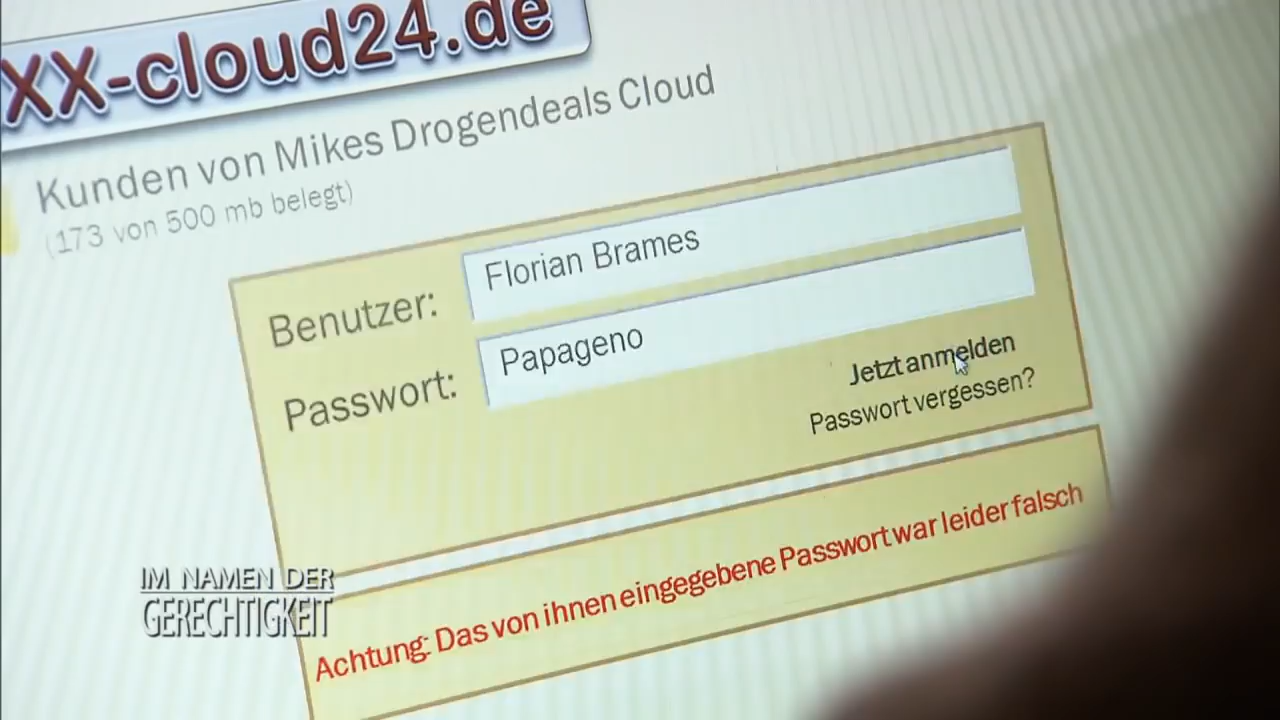 XX-cloud24.de
Kunden von Mikes Drogendeals Cloud
(173 von 500 mb belegt)
Benutzer: Florian Brames
Passwort: Papageno
Jetzt anmelden
Passwort vergessen?
Achtung: Das von ihnen eingegebene Passwort war leider falsch
IM NAMEN DER
GERECHTIGKEIT